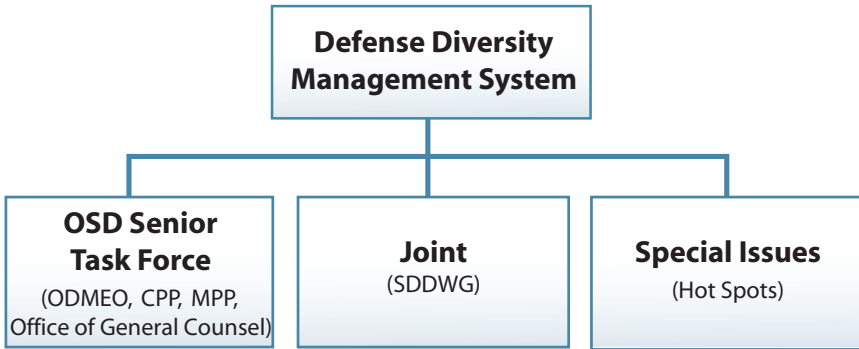 Defense Diversity
Management System
OSD Senior
Task Force
(ODMEO, CPP, MPP,
Office of General Counsel)
Joint
(SDDWG)
Special Issues
(Hot Spots)